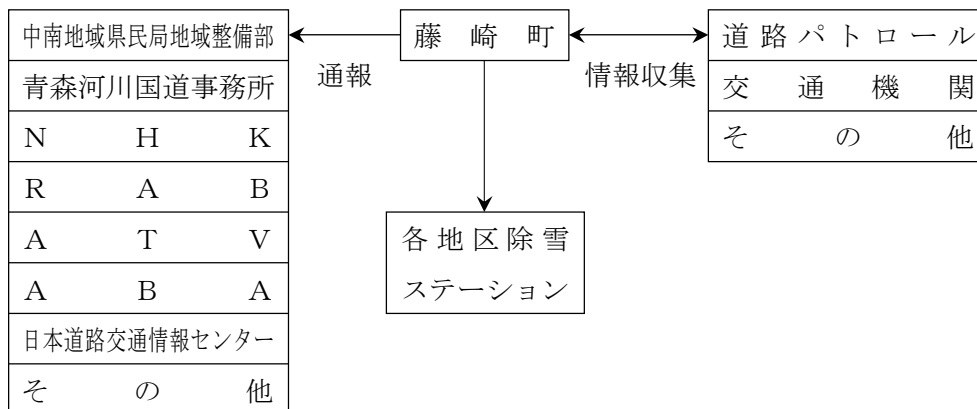 中南地域県民局地域整備部
青森河川国道事務所
NHK
RAB
ATV
ABA
日本道路交通情報センター
その他
通報
藤崎町
各地区除雪
ステーション
情報収集
道路パトロール
交通機関
その他